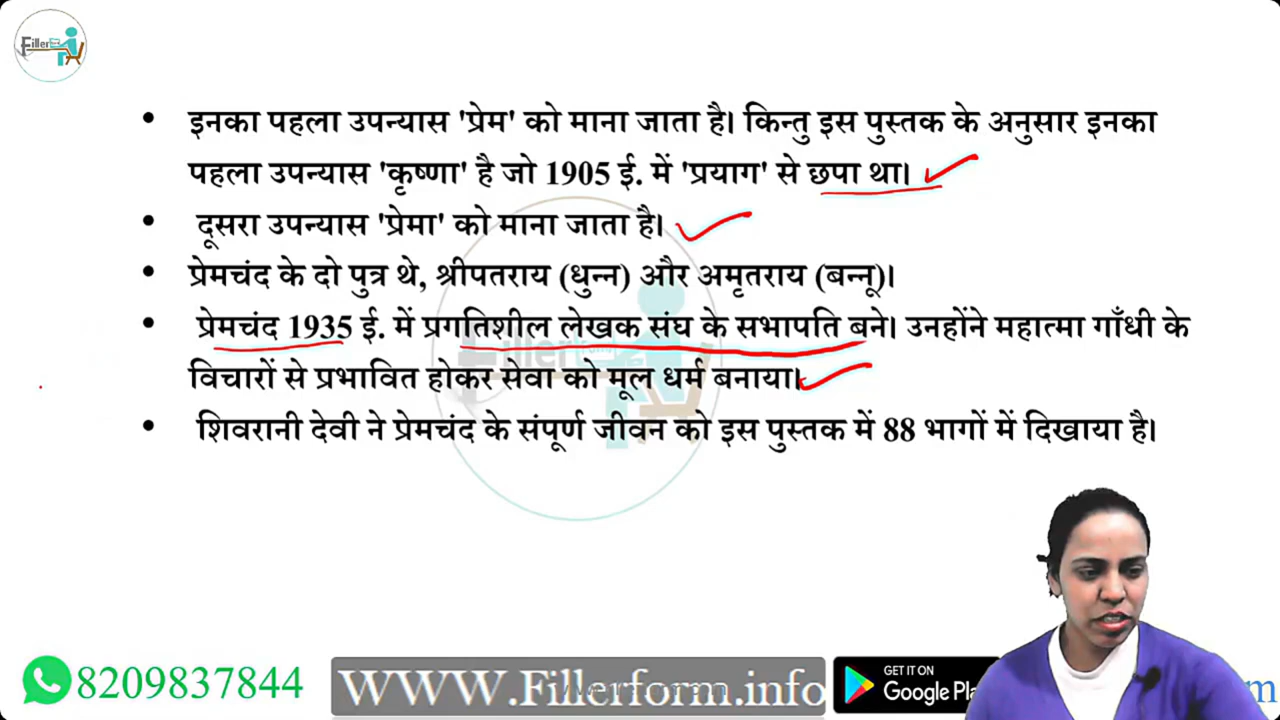 Fillerform
इनका पहला उपन्यास 'प्रेम' को माना जाता है। किन्तु इस पुस्तक के अनुसार इनका
पहला उपन्यास 'कृष्णा' है जो 1905 ई. में 'प्रयाग' से छपा था।
दूसरा उपन्यास 'प्रेमा' को माना जाता है।
प्रेमचंद के दो पुत्र थे, श्रीपतराय (धुन्न) और अमृतराय (बन्नू)।
प्रेमचंद 1935 ई. में प्रगतिशील लेखक संघ के सभापति बने। उनहोंने महात्मा गाँधी के
विचारों से प्रभावित होकर सेवा को मूल धर्म बनाया।
शिवरानी देवी ने प्रेमचंद के संपूर्ण जीवन को इस पुस्तक में 88 भागों में दिखाया है।
8209837844
WWW.Fillerform.info
GET IT ON
Google Pla